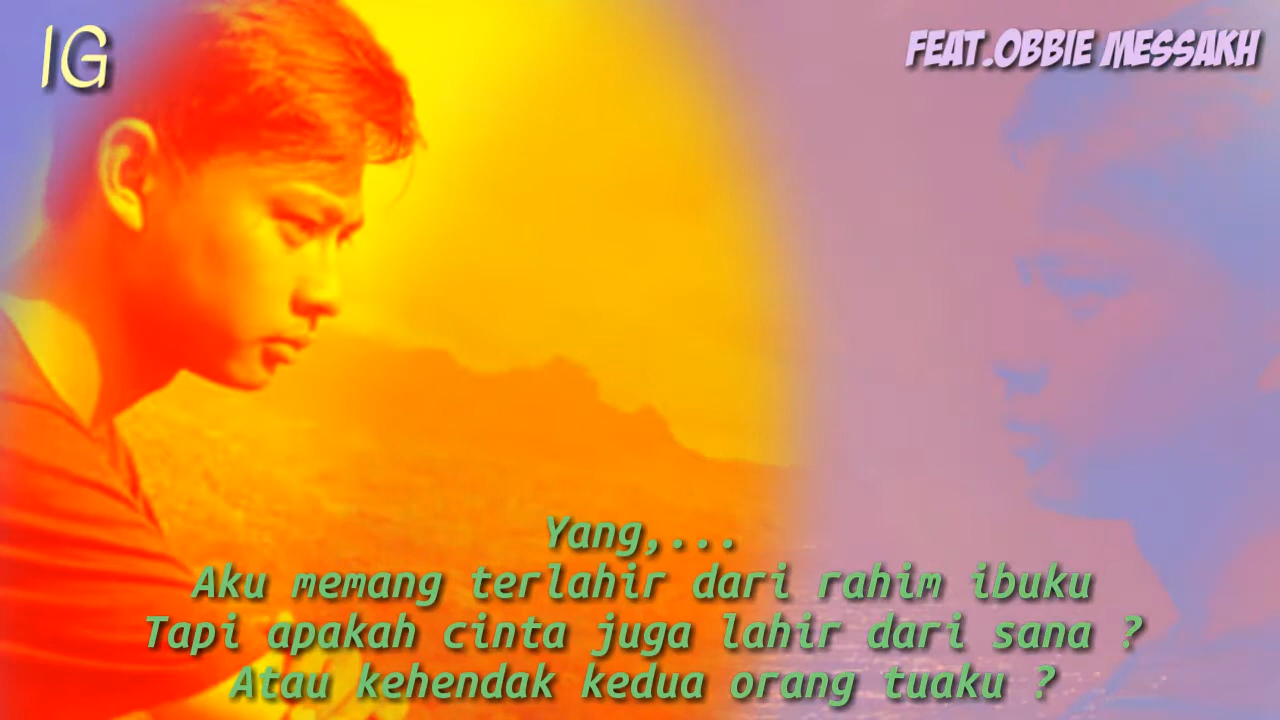 IG
FEAT.OBBIE MESSAKH
Yang,...
Aku memang terlahir dari rahim ibuku
Tapi apakah cinta juga lahir dari sana ?
Atau kehendak kedua orang tuaku ?